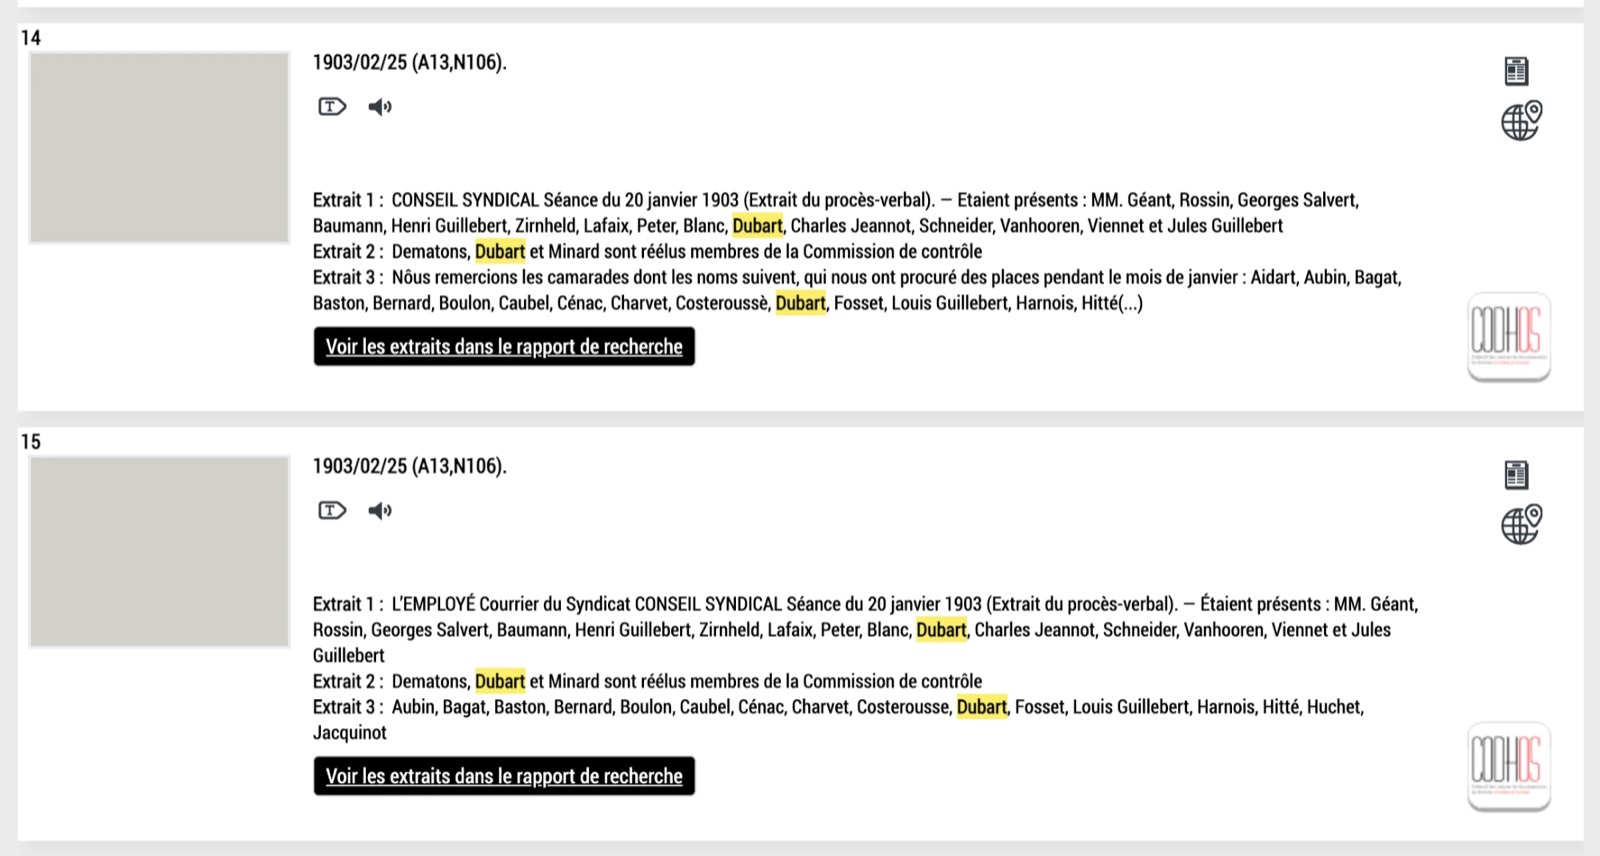 14
1903/02/25 (A13,N106).
T
Extrait 1 : CONSEIL SYNDICAL Séance du 20 janvier 1903 (Extrait du procès-verbal). — Etaient présents : MM. Géant, Rossin, Georges Salvert,
Baumann, Henri Guillebert, Zirnheld, Lafaix, Peter, Blanc, Dubart, Charles Jeannot, Schneider, Vanhooren, Viennet et Jules Guillebert
Extrait 2 : Dematons, Dubart et Minard sont réélus membres de la Commission de contrôle
Extrait 3 : Nôus remercions les camarades dont les noms suivent, qui nous ont procuré des places pendant le mois de janvier : Aidart, Aubin, Bagat,
Baston, Bernard, Boulon, Caubel, Cénac, Charvet, Costeroussè, Dubart, Fosset, Louis Guillebert, Harnois, Hitté(...)
Voir les extraits dans le rapport de recherche
CODHOS
15
1903/02/25 (A13,N106).
T
Extrait 1 : L'EMPLOYÉ Courrier du Syndicat CONSEIL SYNDICAL Séance du 20 janvier 1903 (Extrait du procès-verbal). — Étaient présents : MM. Géant,
Rossin, Georges Salvert, Baumann, Henri Guillebert, Zirnheld, Lafaix, Peter, Blanc, Dubart, Charles Jeannot, Schneider, Vanhooren, Viennet et Jules
Guillebert
Extrait 2 : Dematons, Dubart et Minard sont réélus membres de la Commission de contrôle
Extrait 3 : Aubin, Bagat, Baston, Bernard, Boulon, Caubel, Cénac, Charvet, Costerousse, Dubart, Fosset, Louis Guillebert, Harnois, Hitté, Huchet,
Jacquinot
Voir les extraits dans le rapport de recherche
CODHOS